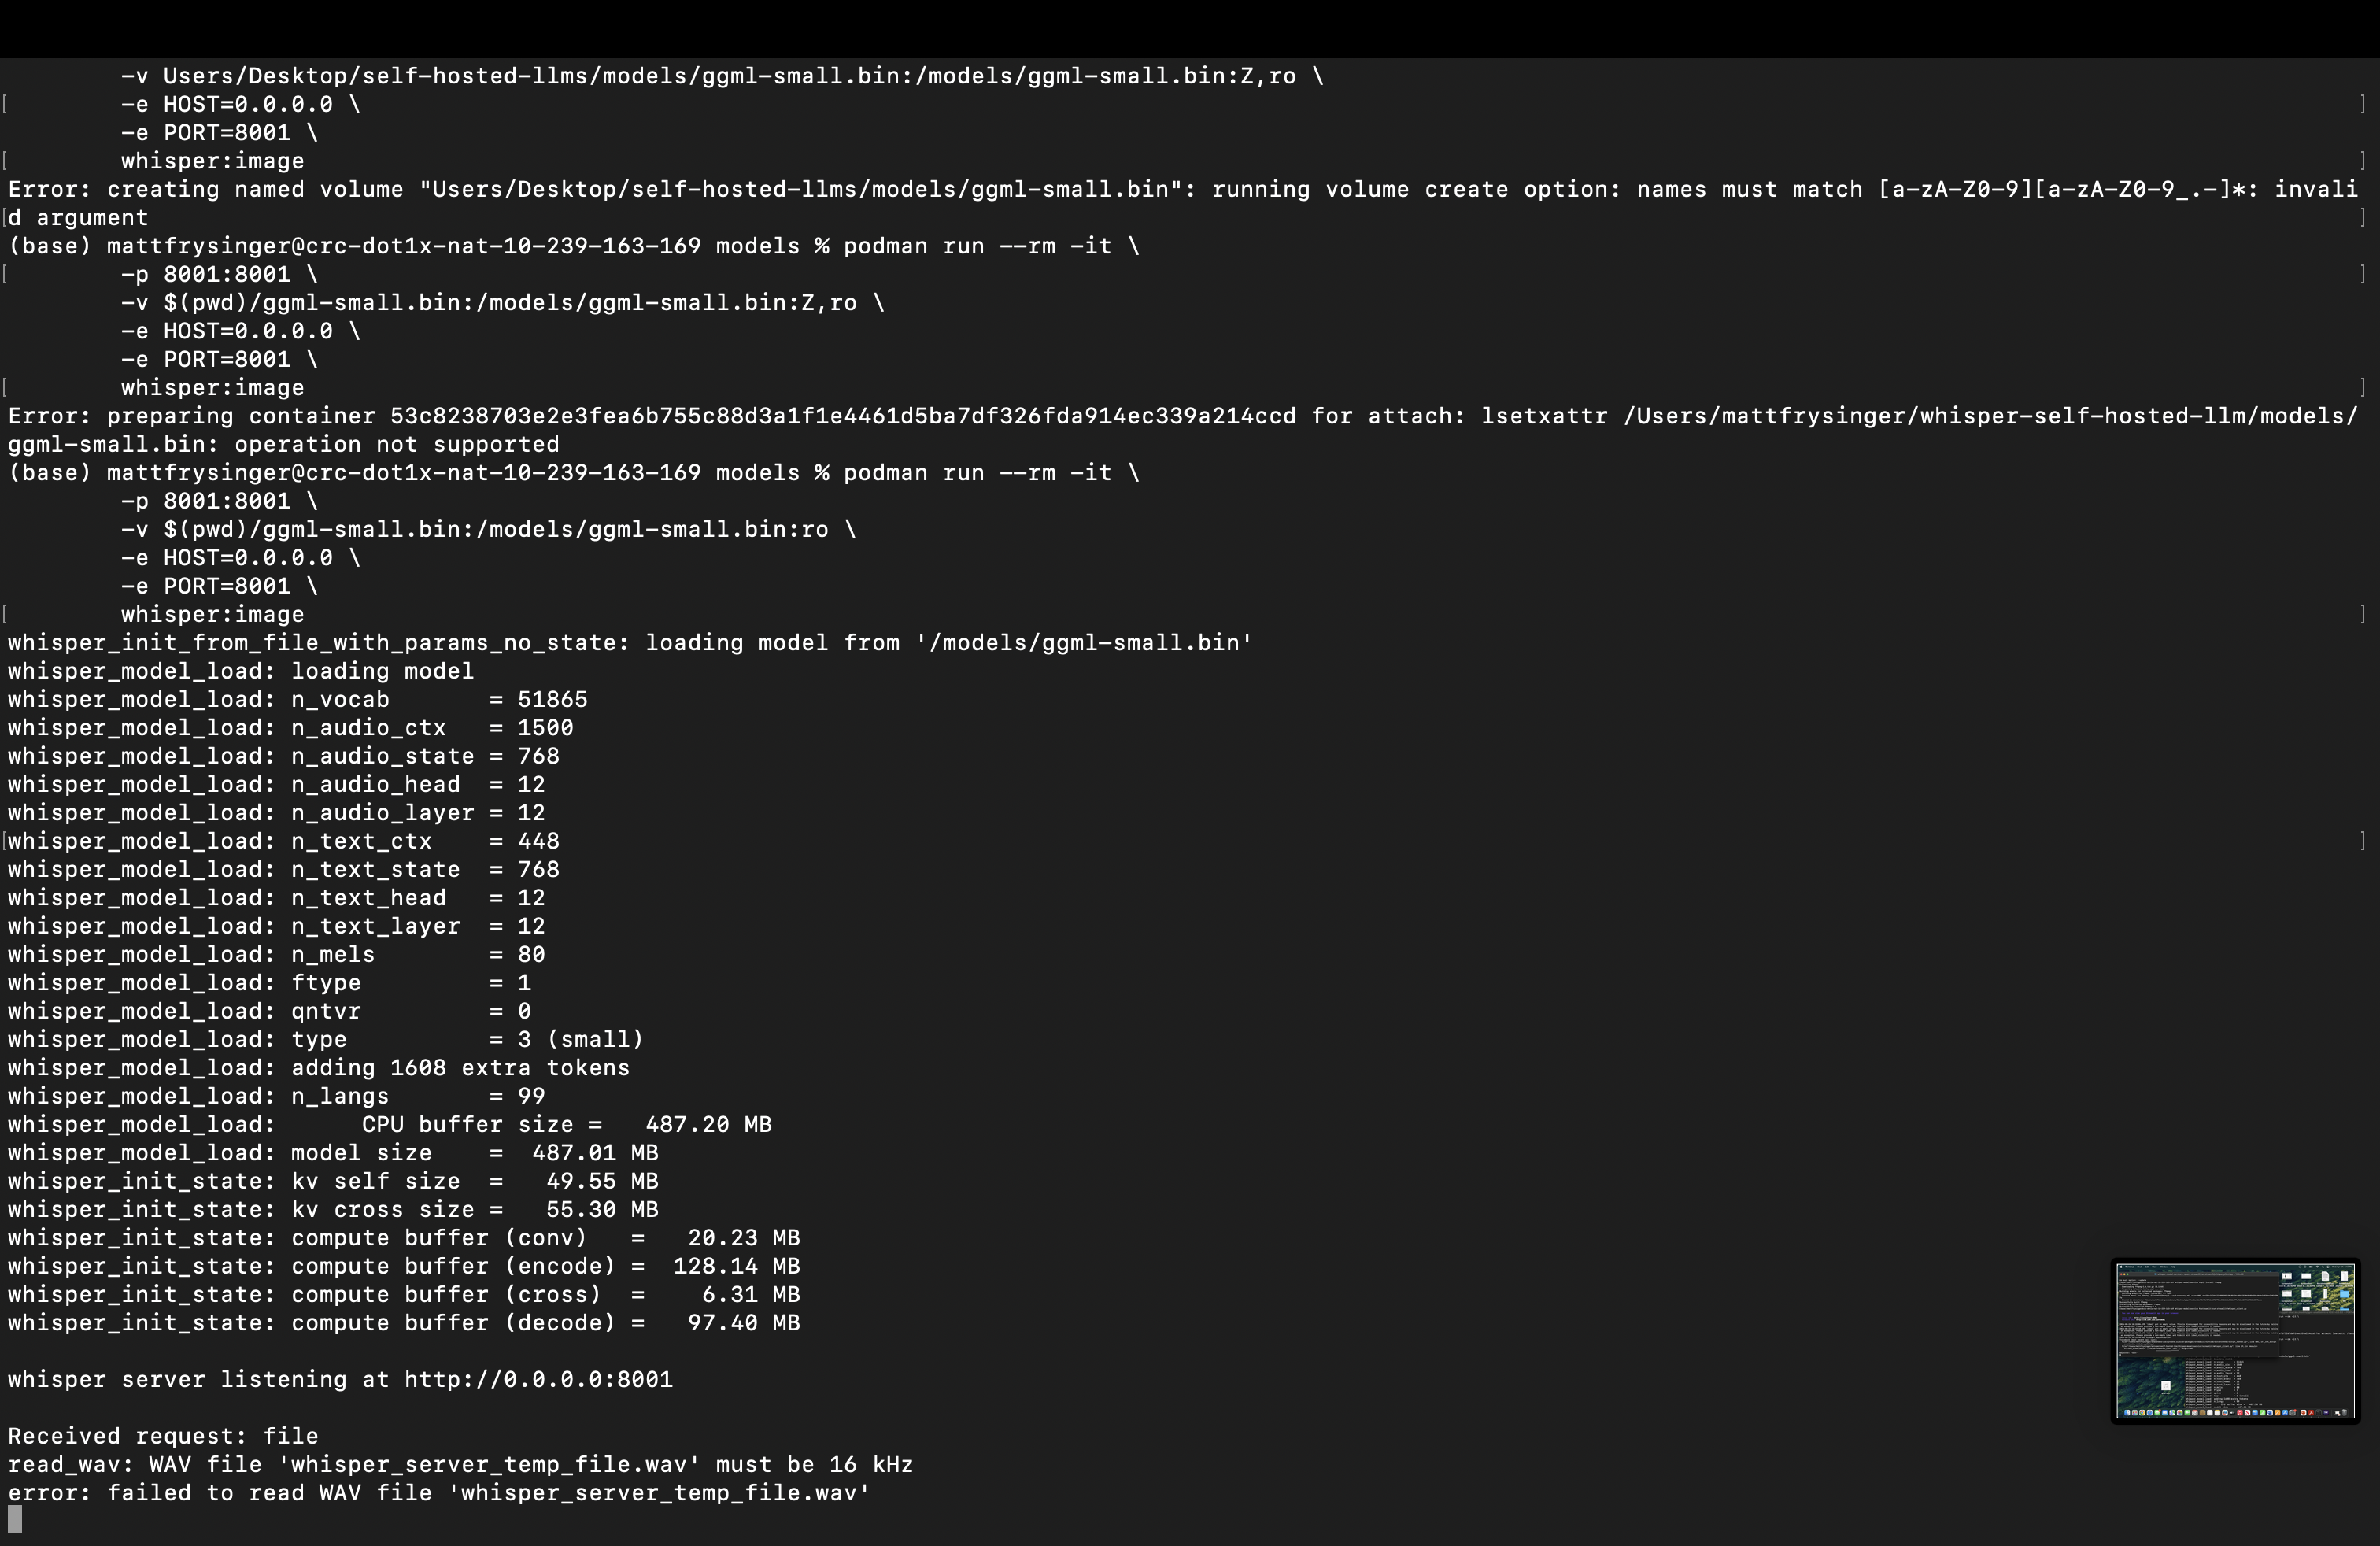 -v Users/Desktop/self-hosted-llms/models/ggml-small.bin:/models/ggml-small.bin:Z,ro \
[        -e HOST=0.0.0.0 \ ]
        -e PORT=8001 \
[        whisper:image ]
Error: creating named volume "Users/Desktop/self-hosted-llms/models/ggml-small.bin": running volume create option: names must match [a-zA-Z0-9][a-zA-Z0-9_.-]*: invali
[d argument ]
(base) mattfrysinger@crc-dot1x-nat-10-239-163-169 models % podman run --rm -it \
[        -p 8001:8001 \ ]
        -v $(pwd)/ggml-small.bin:/models/ggml-small.bin:Z,ro \
        -e HOST=0.0.0.0 \
        -e PORT=8001 \
[        whisper:image ]
Error: preparing container 53c8238703e2e3fea6b755c88d3a1f1e4461d5ba7df326fda914ec339a214ccd for attach: lsetxattr /Users/mattfrysinger/whisper-self-hosted-llm/models/
ggml-small.bin: operation not supported
(base) mattfrysinger@crc-dot1x-nat-10-239-163-169 models % podman run --rm -it \
        -p 8001:8001 \
        -v $(pwd)/ggml-small.bin:/models/ggml-small.bin:ro \
        -e HOST=0.0.0.0 \
        -e PORT=8001 \
[        whisper:image ]
whisper_init_from_file_with_params_no_state: loading model from '/models/ggml-small.bin'
whisper_model_load: loading model
whisper_model_load: n_vocab       = 51865
whisper_model_load: n_audio_ctx   = 1500
whisper_model_load: n_audio_state = 768
whisper_model_load: n_audio_head  = 12
whisper_model_load: n_audio_layer = 12
[whisper_model_load: n_text_ctx    = 448 ]
whisper_model_load: n_text_state  = 768
whisper_model_load: n_text_head   = 12
whisper_model_load: n_text_layer  = 12
whisper_model_load: n_mels        = 80
whisper_model_load: ftype         = 1
whisper_model_load: qntvr         = 0
whisper_model_load: type          = 3 (small)
whisper_model_load: adding 1608 extra tokens
whisper_model_load: n_langs       = 99
whisper_model_load:      CPU buffer size =   487.20 MB
whisper_model_load: model size    =  487.01 MB
whisper_init_state: kv self size  =   49.55 MB
whisper_init_state: kv cross size =   55.30 MB
whisper_init_state: compute buffer (conv)   =   20.23 MB
whisper_init_state: compute buffer (encode) =  128.14 MB
whisper_init_state: compute buffer (cross)  =    6.31 MB
whisper_init_state: compute buffer (decode) =   97.40 MB
whisper server listening at http://0.0.0.0:8001
Received request: file
read_wav: WAV file 'whisper_server_temp_file.wav' must be 16 kHz
error: failed to read WAV file 'whisper_server_temp_file.wav'